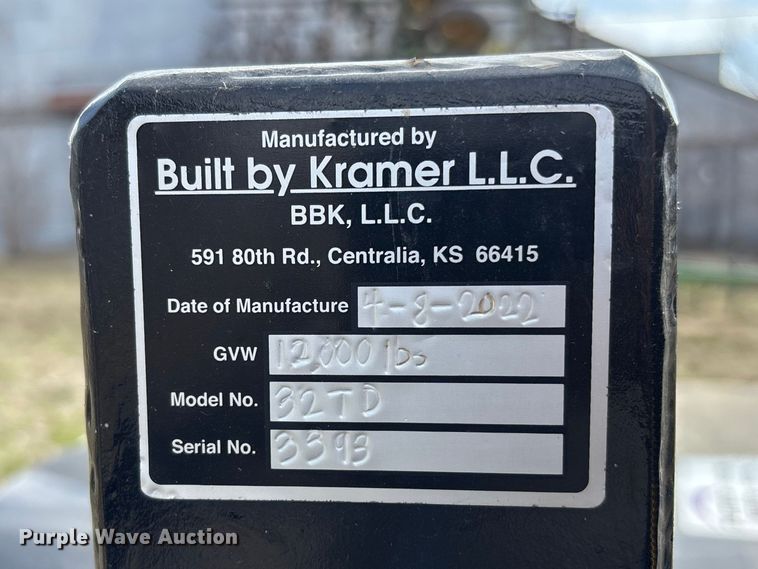 Manufactured by
Built by Kramer L.L.C.
BBK, L.L.C.
591 80th Rd., Centralia, KS 66415
Date of Manufacture 4-8-2022
GVW 12,000 lbs
Model No. 32TD
Serial No. 3393
Purple Wave Auction